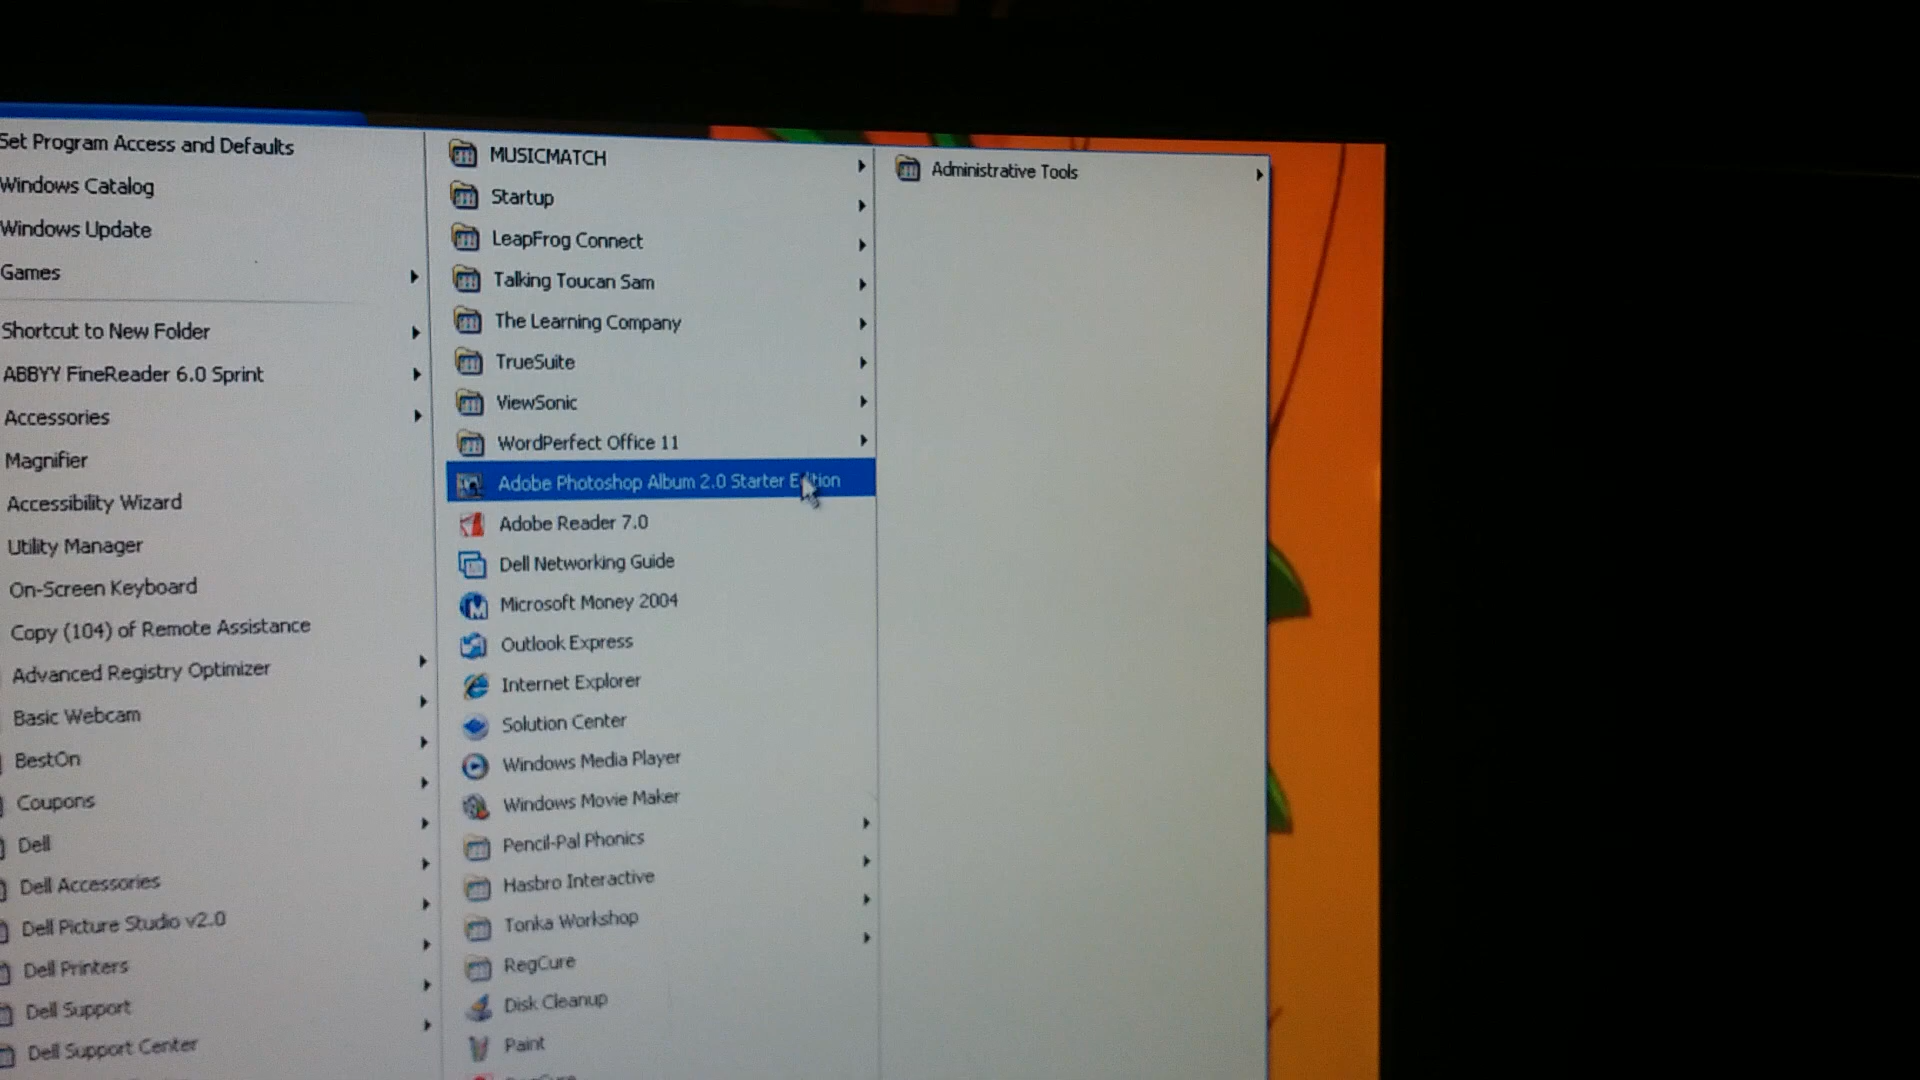 Set Program Access and Defaults
Windows Catalog
Windows Update
Games
Shortcut to New Folder
ABBYY FineReader 6.0 Sprint
Accessories
Magnifier
Accessibility Wizard
Utility Manager
On-Screen Keyboard
Copy (104) of Remote Assistance
Advanced Registry Optimizer
Basic Webcam
BestOn
Coupons
Dell
Dell Accessories
Dell Picture Studio v2.0
Dell Printers
Dell Support
Dell Support Center
MUSICMATCH
Startup
LeapFrog Connect
Talking Toucan Sam
The Learning Company
TrueSuite
ViewSonic
WordPerfect Office 11
Adobe Photoshop Album 2.0 Starter Edition
Adobe Reader 7.0
Dell Networking Guide
Microsoft Money 2004
Outlook Express
Internet Explorer
Solution Center
Windows Media Player
Windows Movie Maker
Pencil-Pal Phonics
Hasbro Interactive
Tonka Workshop
RegCure
Disk Cleanup
Paint
Administrative Tools